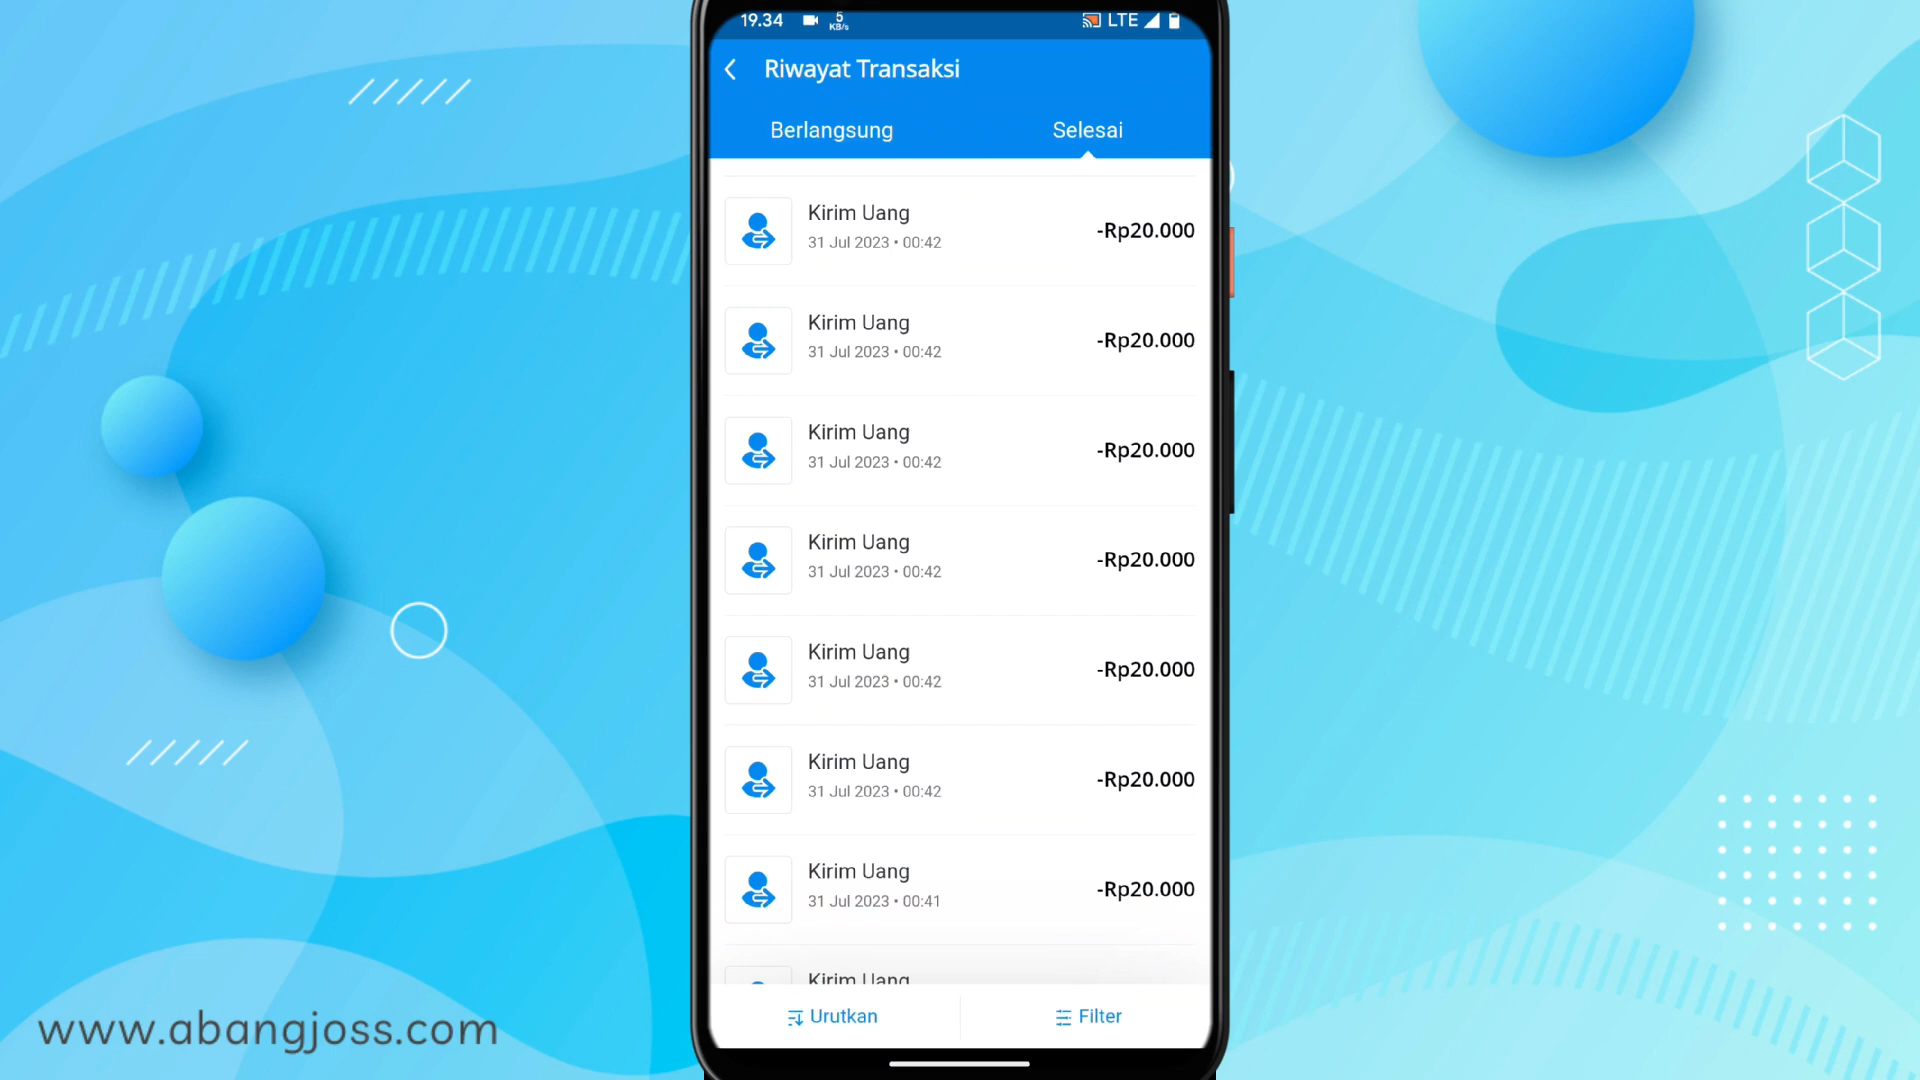 19.34 5 KB/s LTE
Riwayat Transaksi
Berlangsung Selesai
Kirim Uang
31 Jul 2023 • 00:42
-Rp20.000
Kirim Uang
31 Jul 2023 • 00:42
-Rp20.000
Kirim Uang
31 Jul 2023 • 00:42
-Rp20.000
Kirim Uang
31 Jul 2023 • 00:42
-Rp20.000
Kirim Uang
31 Jul 2023 • 00:42
-Rp20.000
Kirim Uang
31 Jul 2023 • 00:42
-Rp20.000
Kirim Uang
31 Jul 2023 • 00:41
-Rp20.000
Kirim Uang
Urutkan Filter
www.abangjoss.com